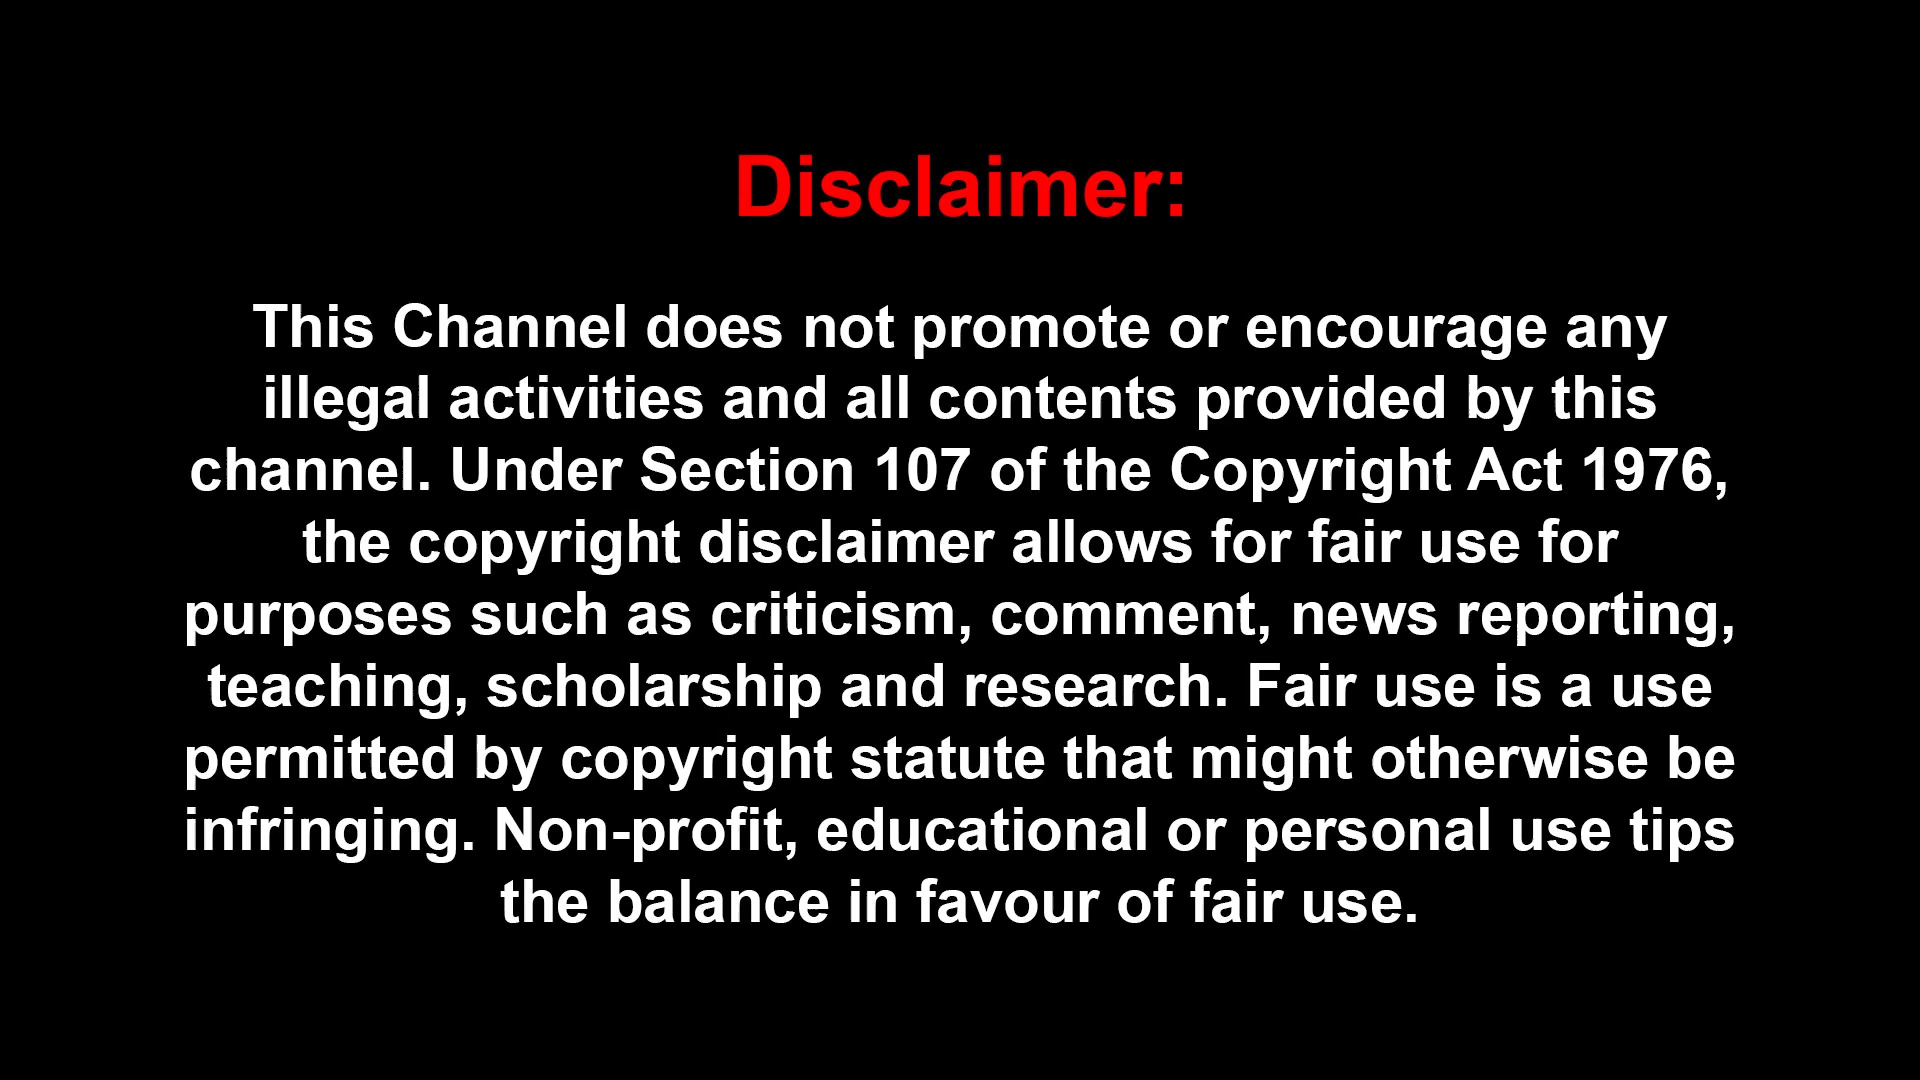 Disclaimer:
This Channel does not promote or encourage any
illegal activities and all contents provided by this
channel. Under Section 107 of the Copyright Act 1976,
the copyright disclaimer allows for fair use for
purposes such as criticism, comment, news reporting,
teaching, scholarship and research. Fair use is a use
permitted by copyright statute that might otherwise be
infringing. Non-profit, educational or personal use tips
the balance in favour of fair use.